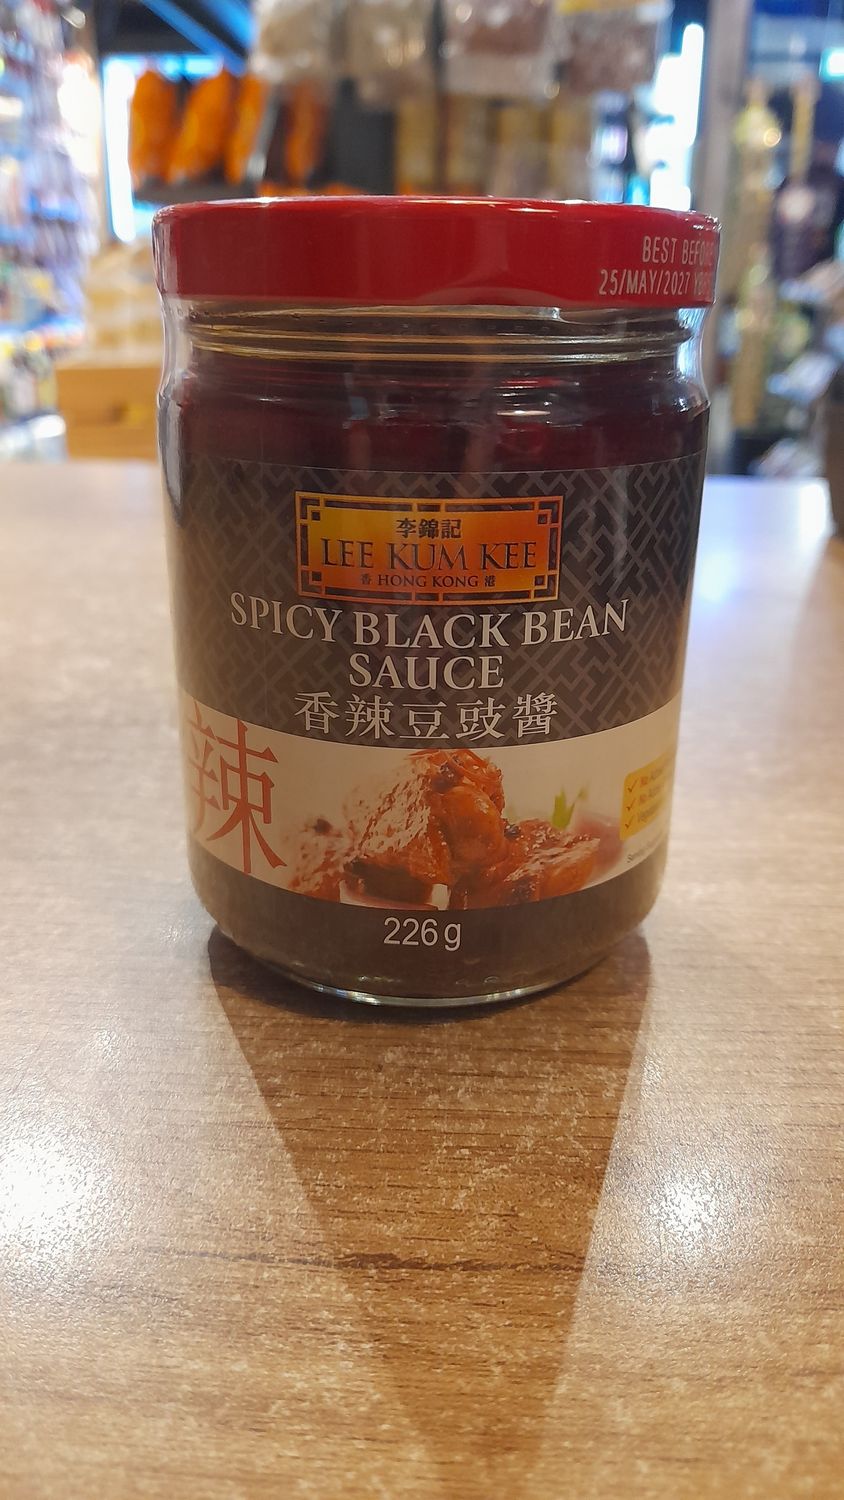 BEST BEFORE
25/MAY/2027
李錦記
LEE KUM KEE
香 HONG KONG 港
SPICY BLACK BEAN
SAUCE
香辣豆豉醬
辣
226g